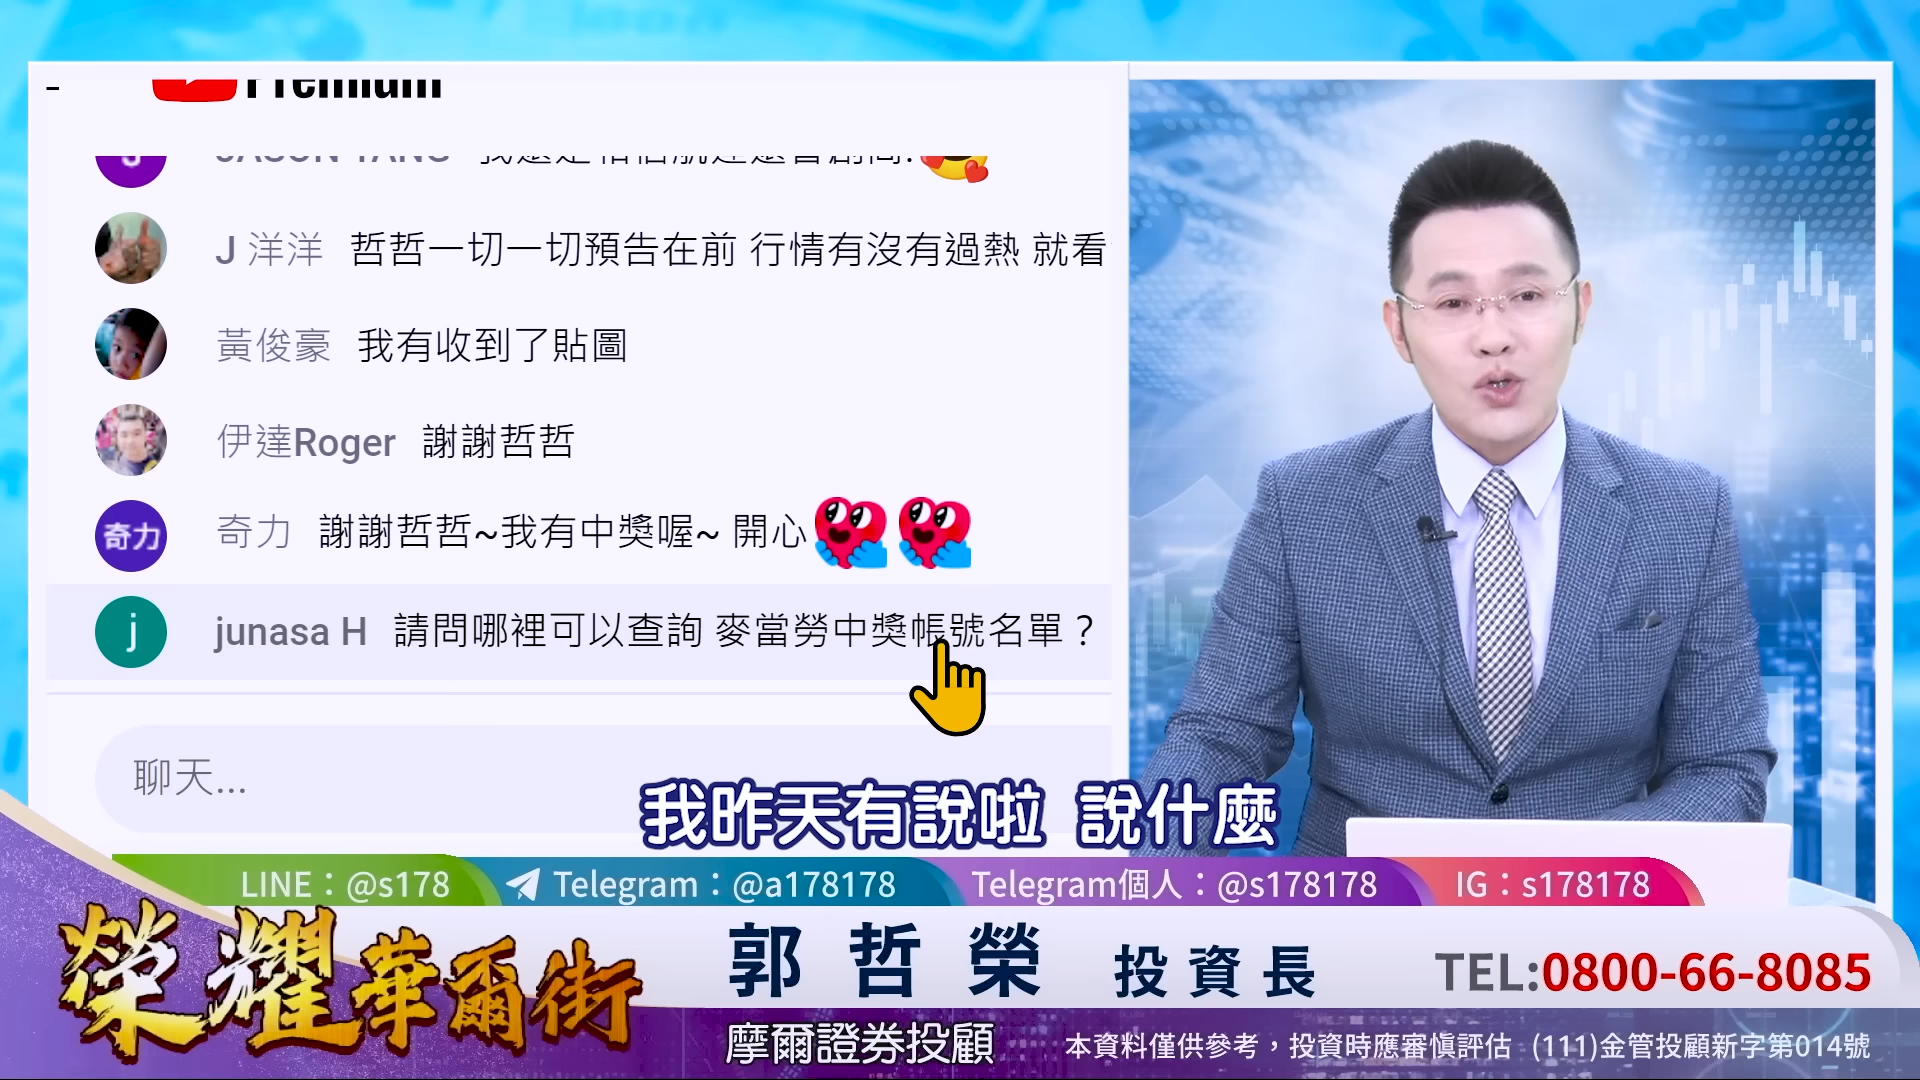 Premium
J 洋洋 哲哲一切一切預告在前 行情有沒有過熱 就看
黃俊豪 我有收到了貼圖
伊達Roger 謝謝哲哲
奇力 奇力 謝謝哲哲~我有中獎喔~ 開心
j junasa H 請問哪裡可以查詢 麥當勞中獎帳號名單？
聊天...
我昨天有說啦 說什麼
LINE：@s178 Telegram：@a178178 Telegram個人：@s178178 IG：s178178
榮耀華爾街
郭哲榮 投資長 TEL:0800-66-8085
摩爾證券投顧 本資料僅供參考，投資時應審慎評估 (111)金管投顧新字第014號